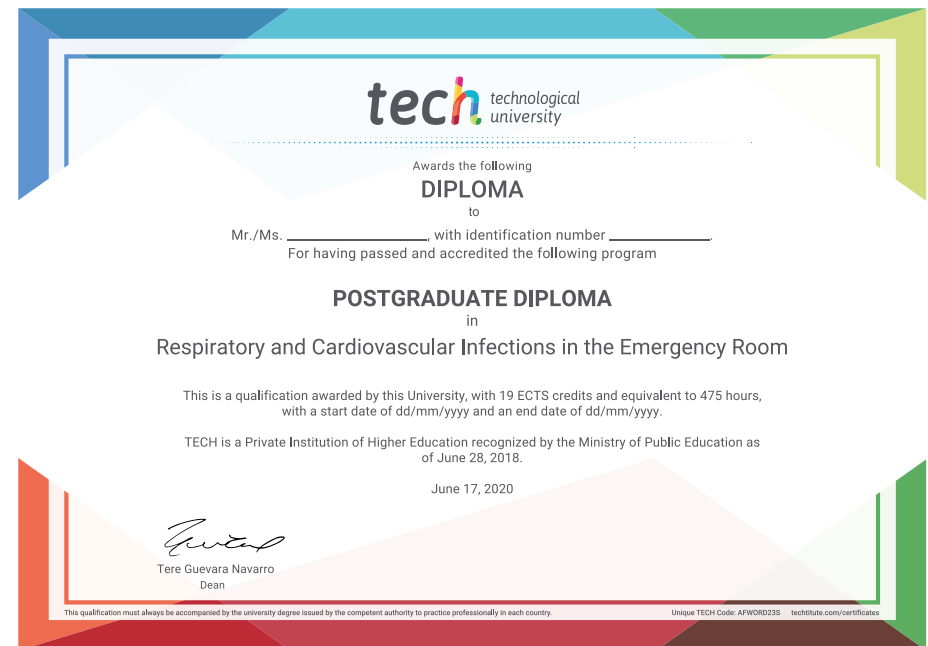 tech technological
university
Awards the following
DIPLOMA
to
Mr./Ms. ____________________, with identification number ______________.
For having passed and accredited the following program
POSTGRADUATE DIPLOMA
in
Respiratory and Cardiovascular Infections in the Emergency Room
This is a qualification awarded by this University, with 19 ECTS credits and equivalent to 475 hours,
with a start date of dd/mm/yyyy and an end date of dd/mm/yyyy.
TECH is a Private Institution of Higher Education recognized by the Ministry of Public Education as
of June 28, 2018.
June 17, 2020
Tere Guevara Navarro
Dean
This qualification must always be accompanied by the university degree issued by the competent authority to practice professionally in each country.
Unique TECH Code: AFWORD23S techtitute.com/certificates